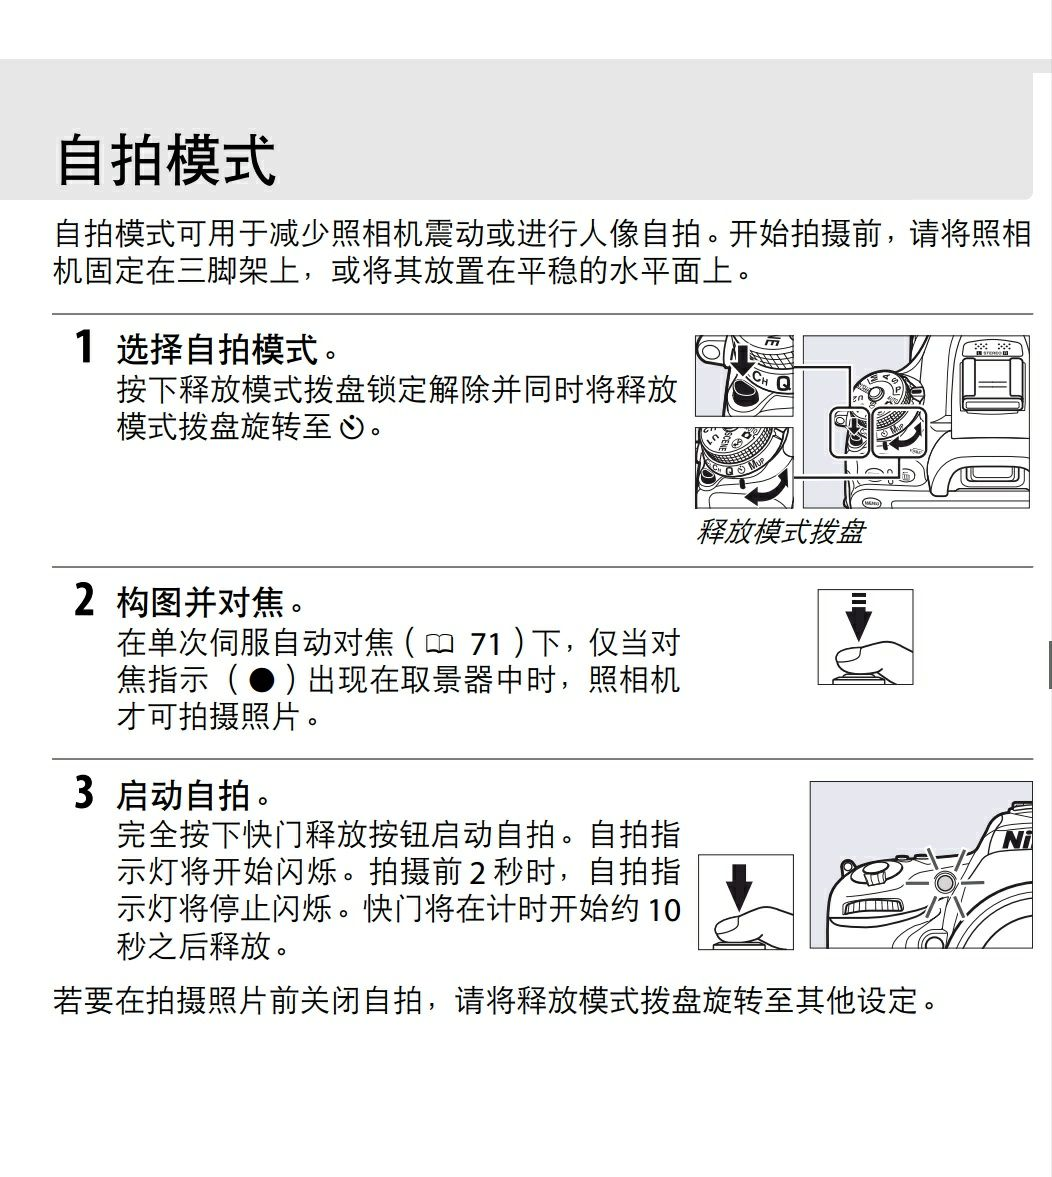 自拍模式
自拍模式可用于减少照相机震动或进行人像自拍。开始拍摄前，请将照相
机固定在三脚架上，或将其放置在平稳的水平面上。
1 选择自拍模式。
按下释放模式拨盘锁定解除并同时将释放
模式拨盘旋转至 。
释放模式拨盘
2 构图并对焦。
在单次伺服自动对焦（ 71）下，仅当对
焦指示（●）出现在取景器中时，照相机
才可拍摄照片。
3 启动自拍。
完全按下快门释放按钮启动自拍。自拍指
示灯将开始闪烁。拍摄前 2 秒时，自拍指
示灯将停止闪烁。快门将在计时开始约 10
秒之后释放。
Ni
若要在拍摄照片前关闭自拍，请将释放模式拨盘旋转至其他设定。